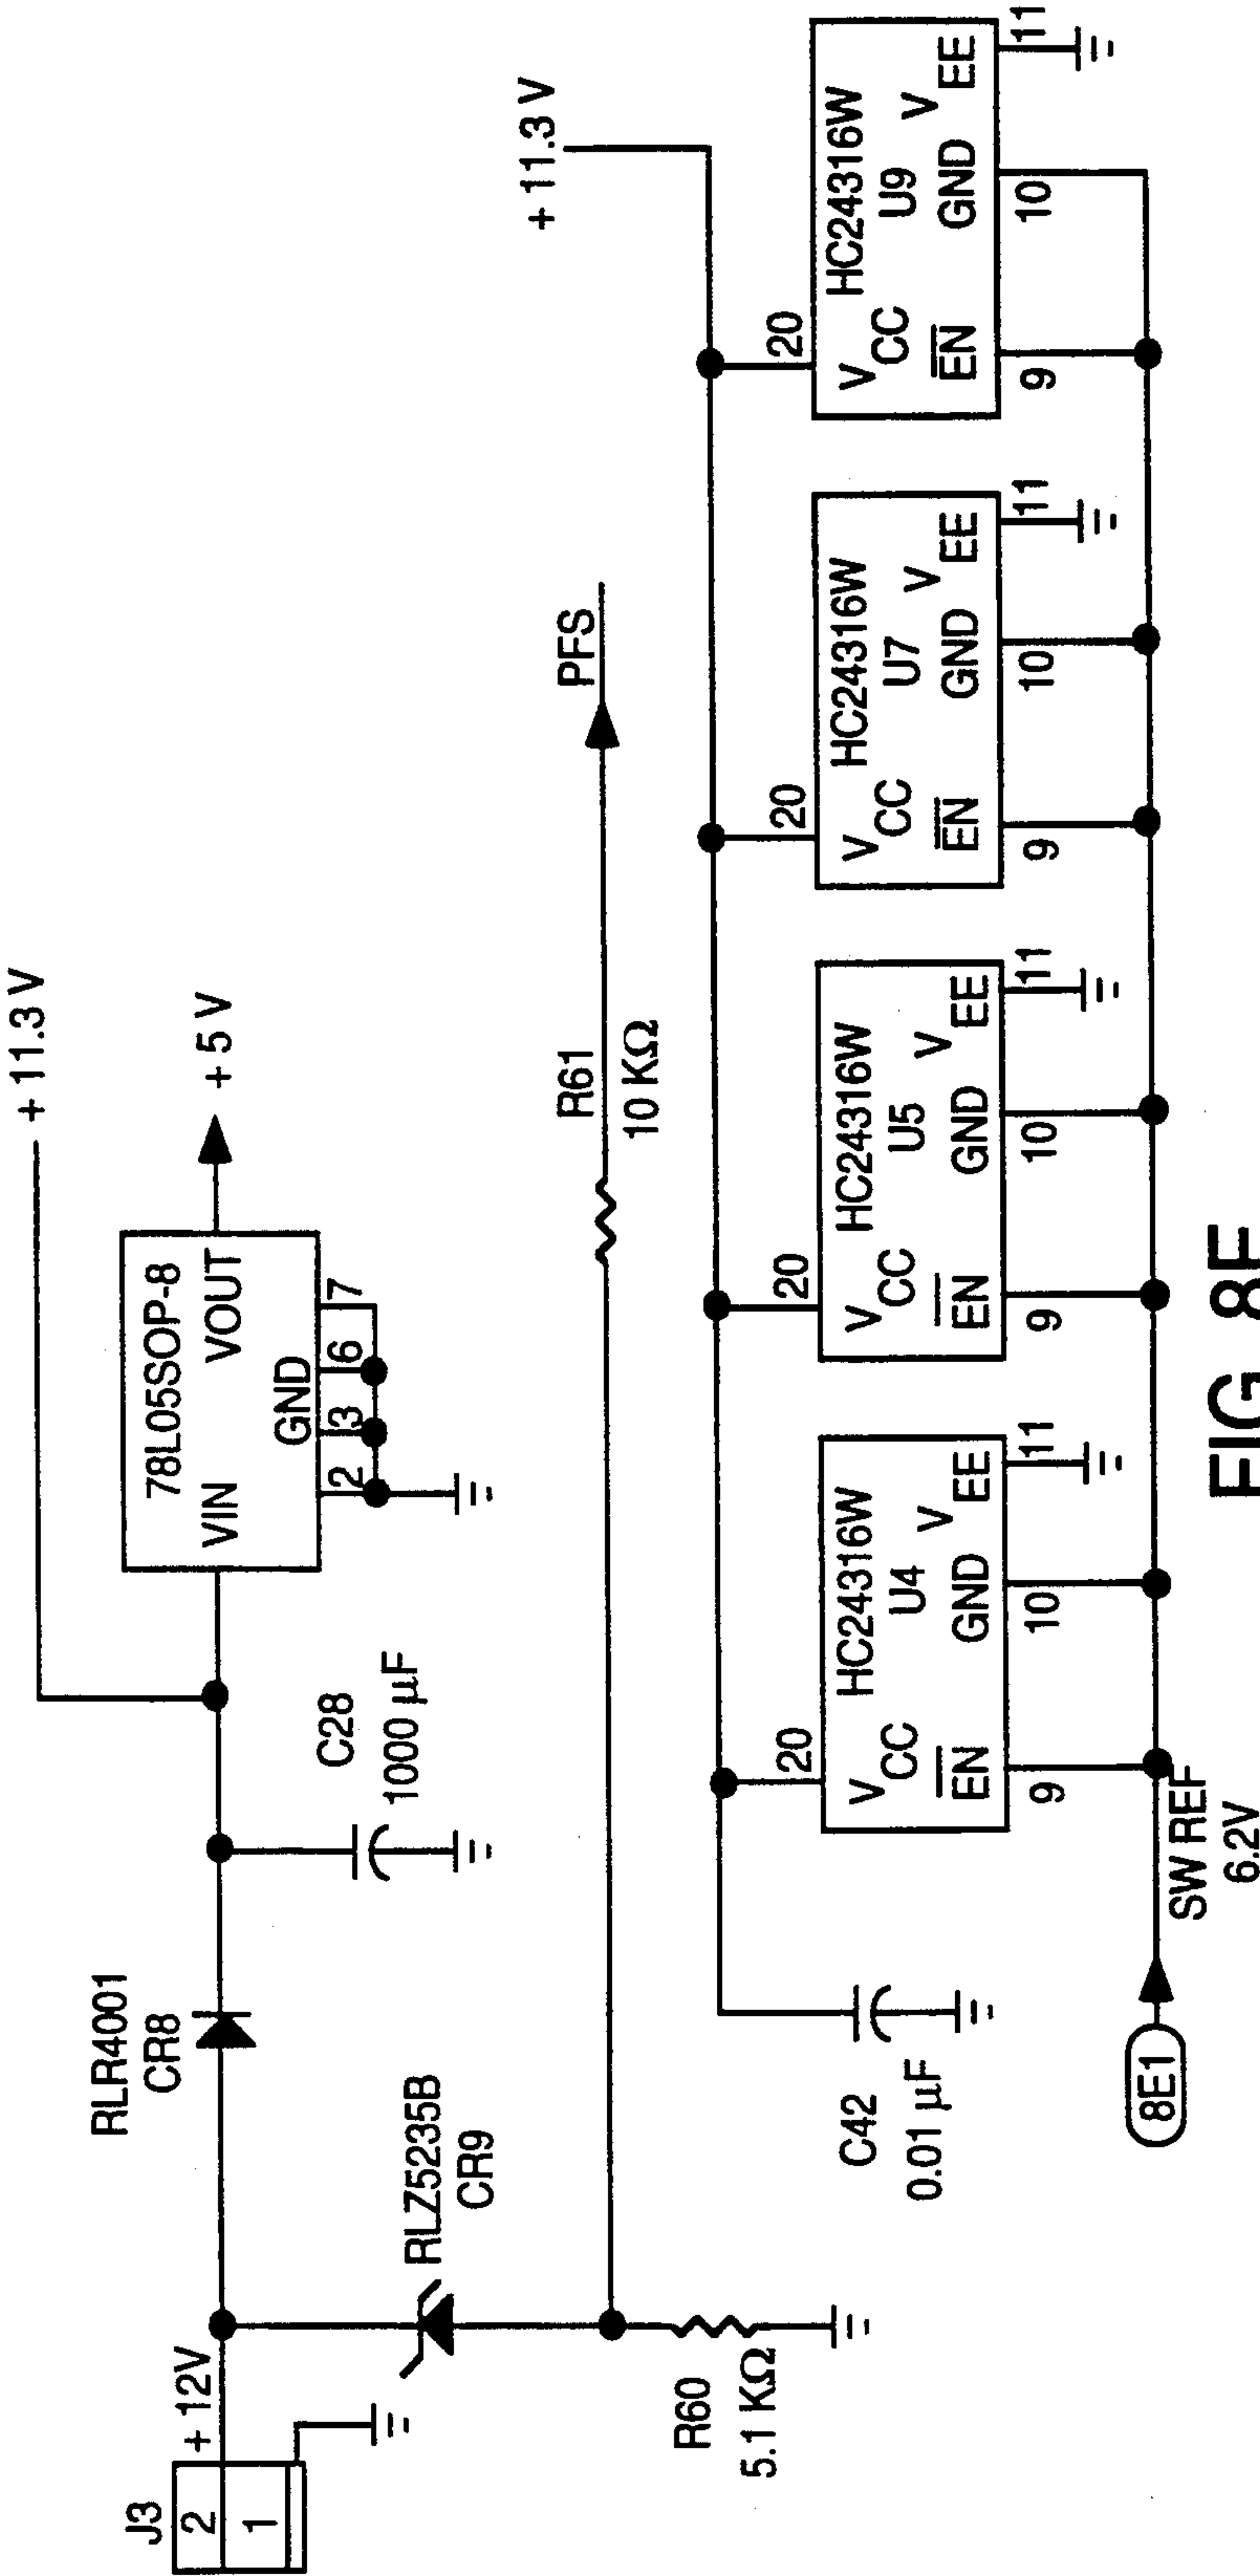 + 11.3 V
78L05SOP-8
VIN VOUT
GND
2 3 6 7
+ 5 V
RLR4001
CR8
C28
1000 µF
J3
2
1
+ 12V
RLZ5235B
CR9
R60
5.1 KΩ
R61
10 KΩ
PFS
+ 11.3 V
C42
0.01 µF
20
HC24316W
U4
VCC
EN
GND
VEE
9
10
11
20
HC24316W
U5
VCC
EN
GND
VEE
9
10
11
20
HC24316W
U7
VCC
EN
GND
VEE
9
10
11
20
HC24316W
U9
VCC
EN
GND
VEE
9
10
11
8E1
SW REF
6.2V